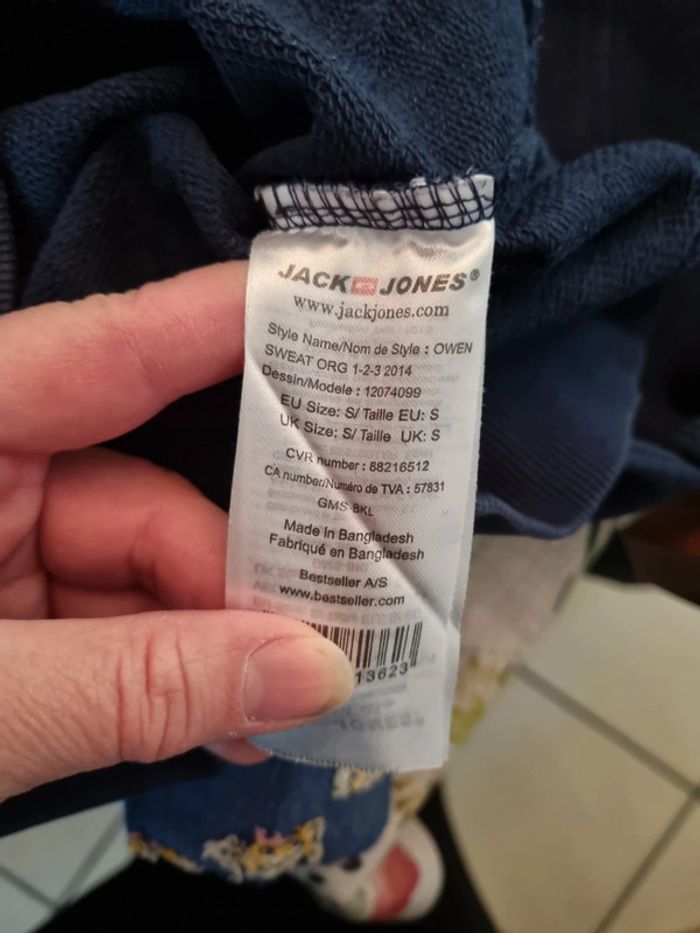 JACK JONES®
www.jackjones.com
Style Name/Nom de Style : OWEN
SWEAT ORG 1-2-3 2014
Dessin/Modele : 12074099
EU Size: S/ Taille EU: S
UK Size: S/ Taille UK: S
CVR number : 88216512
CA number/Numéro de TVA : 57831
GMS BKL
Made in Bangladesh
Fabriqué en Bangladesh
Bestseller A/S
www.bestseller.com
13623